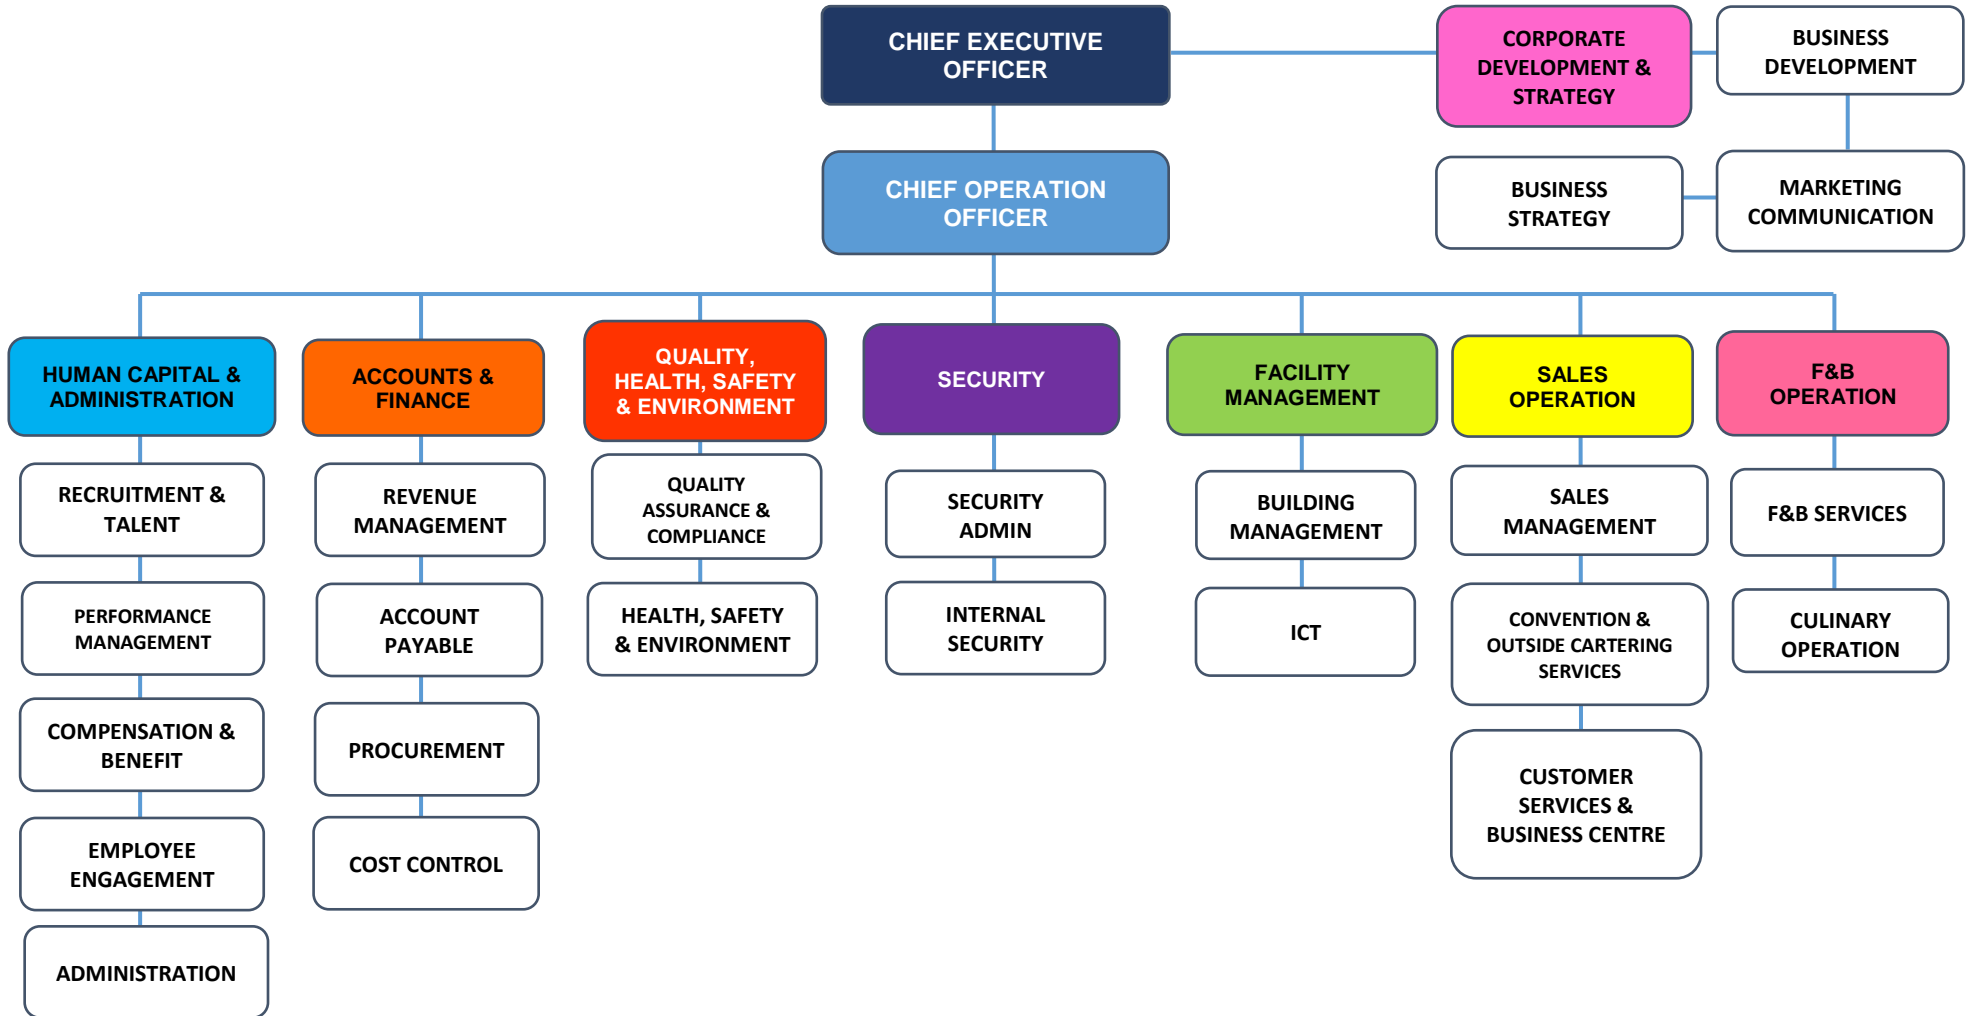 CHIEF EXECUTIVE
OFFICER
CORPORATE
DEVELOPMENT &
STRATEGY
BUSINESS
DEVELOPMENT
CHIEF OPERATION
OFFICER
BUSINESS
STRATEGY
MARKETING
COMMUNICATION
HUMAN CAPITAL &
ADMINISTRATION
ACCOUNTS &
FINANCE
QUALITY,
HEALTH, SAFETY
& ENVIRONMENT
SECURITY
FACILITY
MANAGEMENT
SALES
OPERATION
F&B
OPERATION
RECRUITMENT &
TALENT
REVENUE
MANAGEMENT
QUALITY
ASSURANCE &
COMPLIANCE
SECURITY
ADMIN
BUILDING
MANAGEMENT
SALES
MANAGEMENT
F&B SERVICES
PERFORMANCE
MANAGEMENT
ACCOUNT
PAYABLE
HEALTH, SAFETY
& ENVIRONMENT
INTERNAL
SECURITY
ICT
CONVENTION &
OUTSIDE CARTERING
SERVICES
CULINARY
OPERATION
COMPENSATION &
BENEFIT
PROCUREMENT
CUSTOMER
SERVICES &
BUSINESS CENTRE
EMPLOYEE
ENGAGEMENT
COST CONTROL
ADMINISTRATION